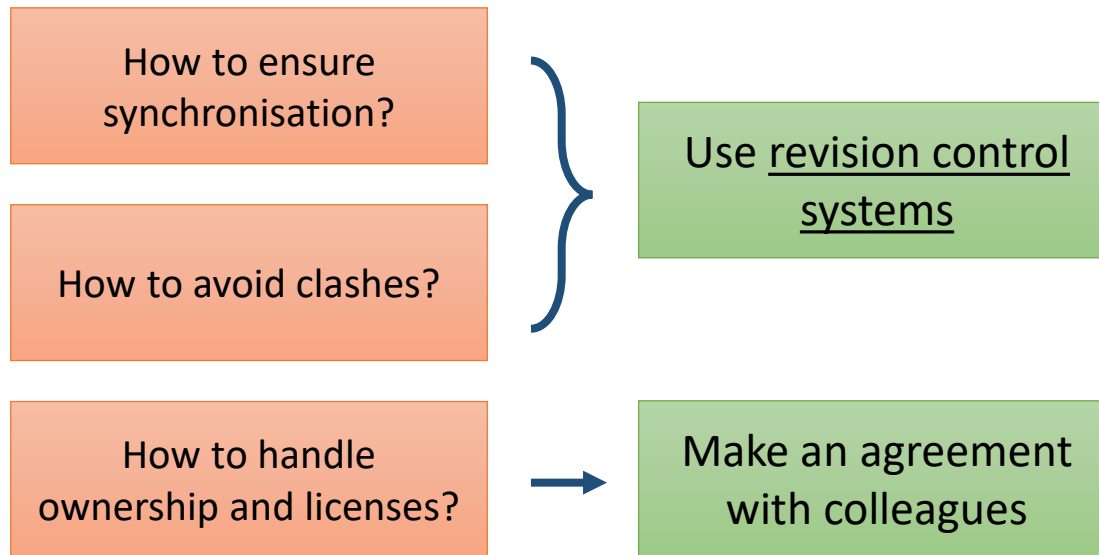 How to ensure
synchronisation?
Use revision control
systems
How to avoid clashes?
How to handle
ownership and licenses?
Make an agreement
with colleagues